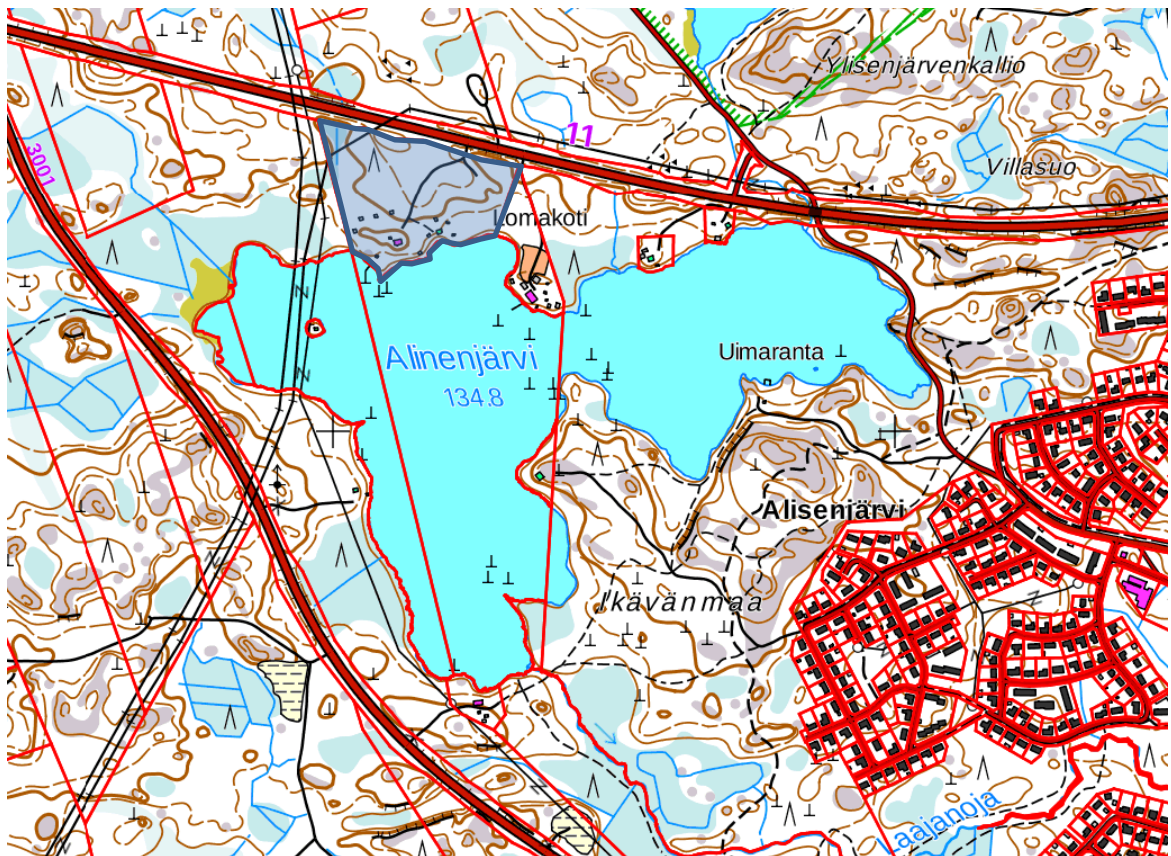 Ylisenjärvenkallio
11
3001
Villasuo
Lomakoti
Alinenjärvi
134.8
Uimaranta
Alisenjärvi
Ikävänmaa
Laajanoja